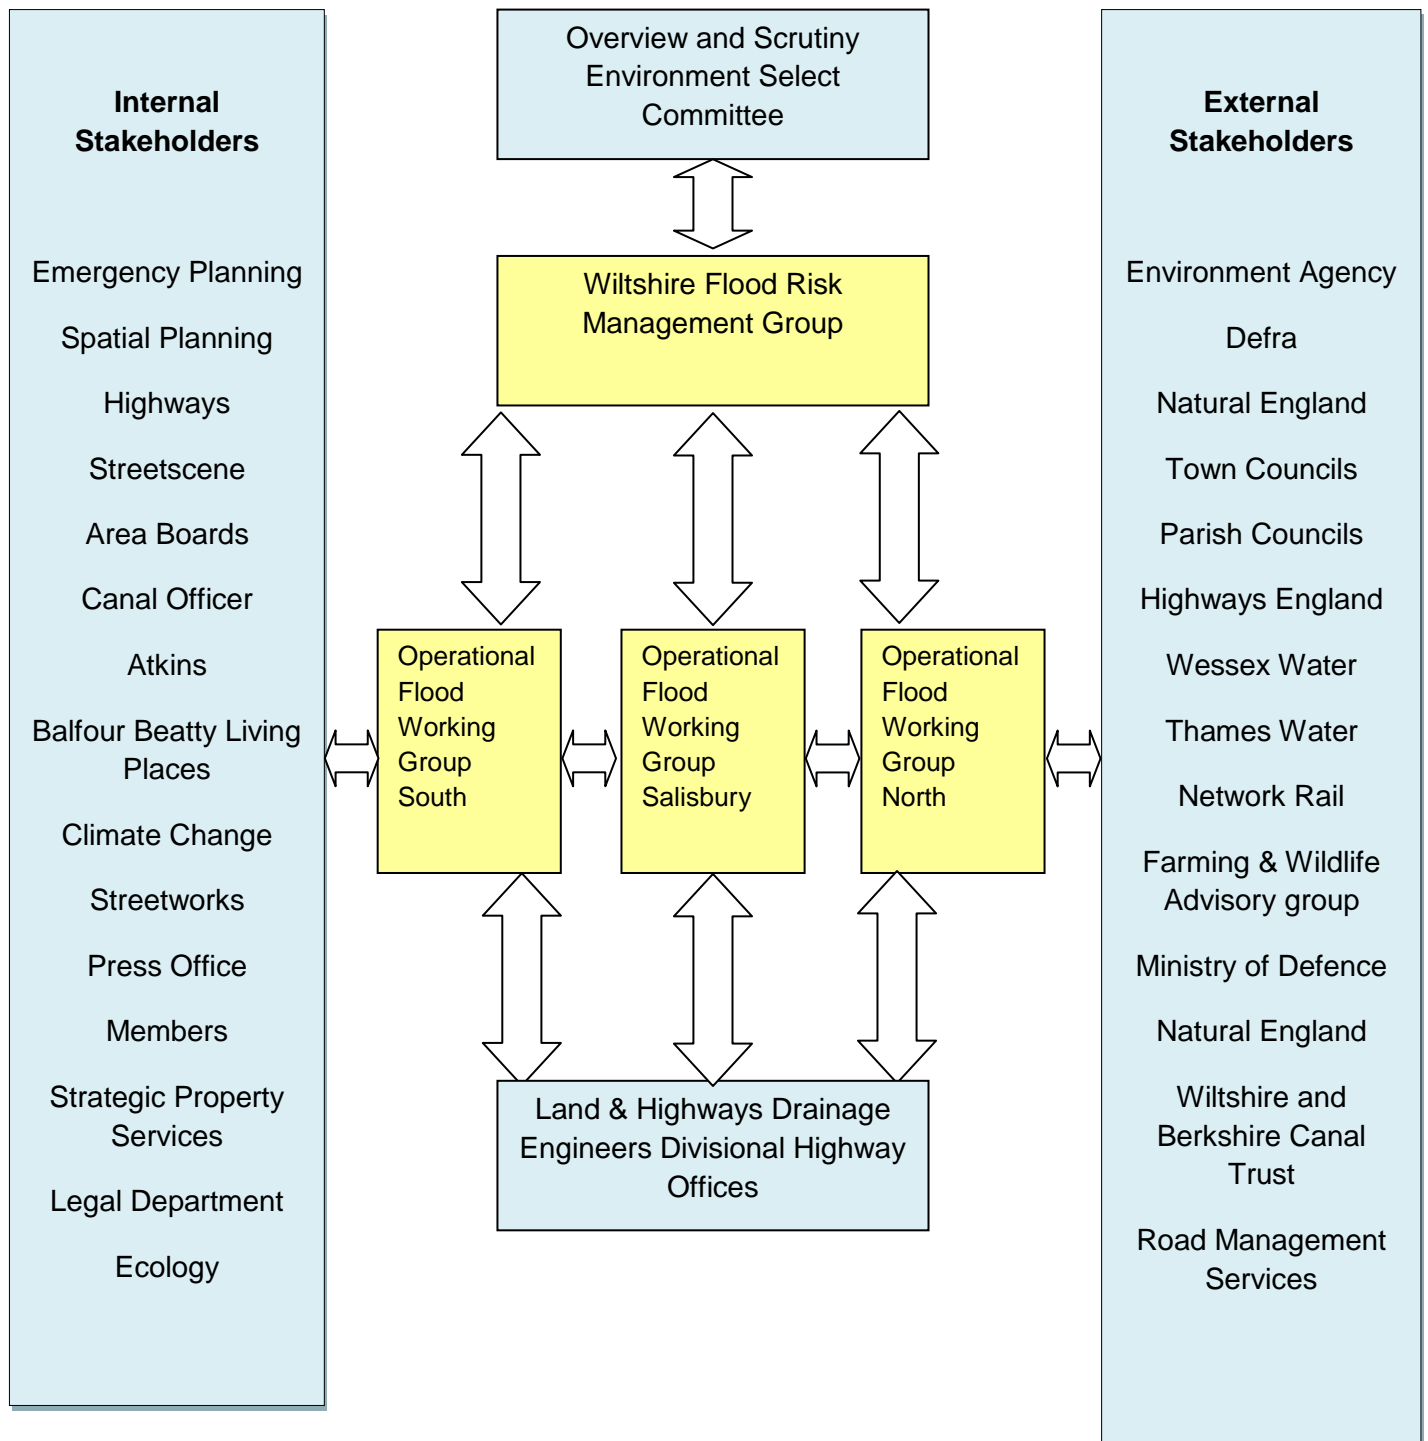 Internal
Stakeholders
Emergency Planning
Spatial Planning
Highways
Streetscene
Area Boards
Canal Officer
Atkins
Balfour Beatty Living
Places
Climate Change
Streetworks
Press Office
Members
Strategic Property
Services
Legal Department
Ecology
Overview and Scrutiny
Environment Select
Committee
Wiltshire Flood Risk
Management Group
Operational
Flood
Working
Group
South
Operational
Flood
Working
Group
Salisbury
Operational
Flood
Working
Group
North
Land & Highways Drainage
Engineers Divisional Highway
Offices
External
Stakeholders
Environment Agency
Defra
Natural England
Town Councils
Parish Councils
Highways England
Wessex Water
Thames Water
Network Rail
Farming & Wildlife
Advisory group
Ministry of Defence
Natural England
Wiltshire and
Berkshire Canal
Trust
Road Management
Services